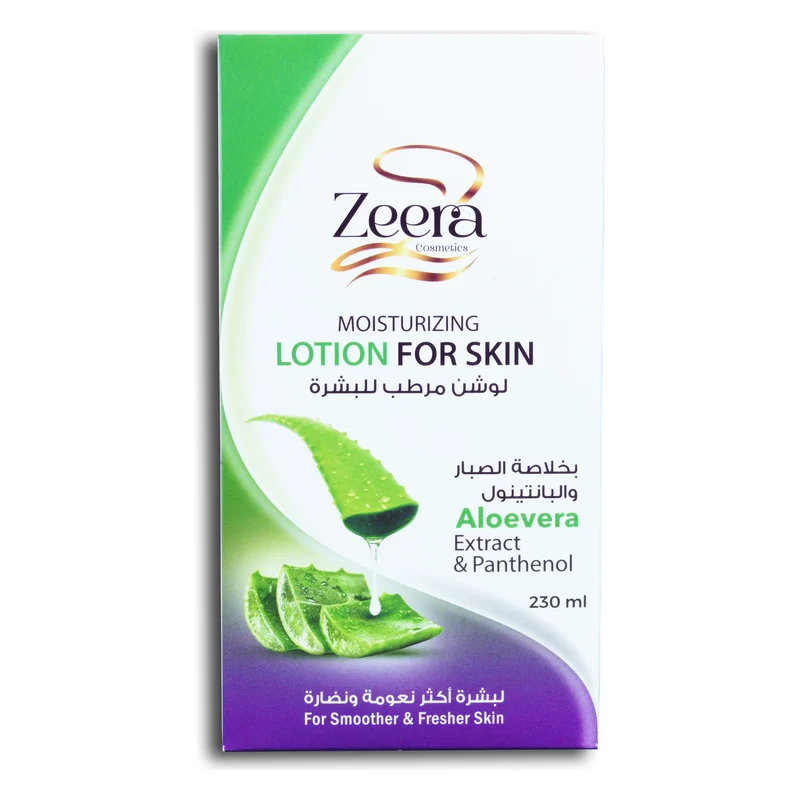 Zeera
Cosmetics
MOISTURIZING
LOTION FOR SKIN
لوشن مرطب للبشرة
بخلاصة الصبار
والبانتينول
Aloevera
Extract
& Panthenol
230 ml
لبشرة أكثر نعومة ونضارة
For Smoother & Fresher Skin